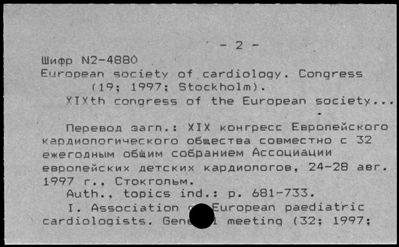 - 2 -
Шифр N2-4880
European society of cardiology. Congress
(19; 1997; Stockholm).
XIXth congress of the European society...
Перевод загл.: XIX конгресс Европейского
кардиологического общества совместно с 32
ежегодным общим собранием Ассоциации
европейских детских кардиологов, 24-28 авг.
1997 г., Стокгольм.
Auth., topics ind.: p. 681-733.
I. Association European paediatric
cardiologists. meeting (32; 1997;